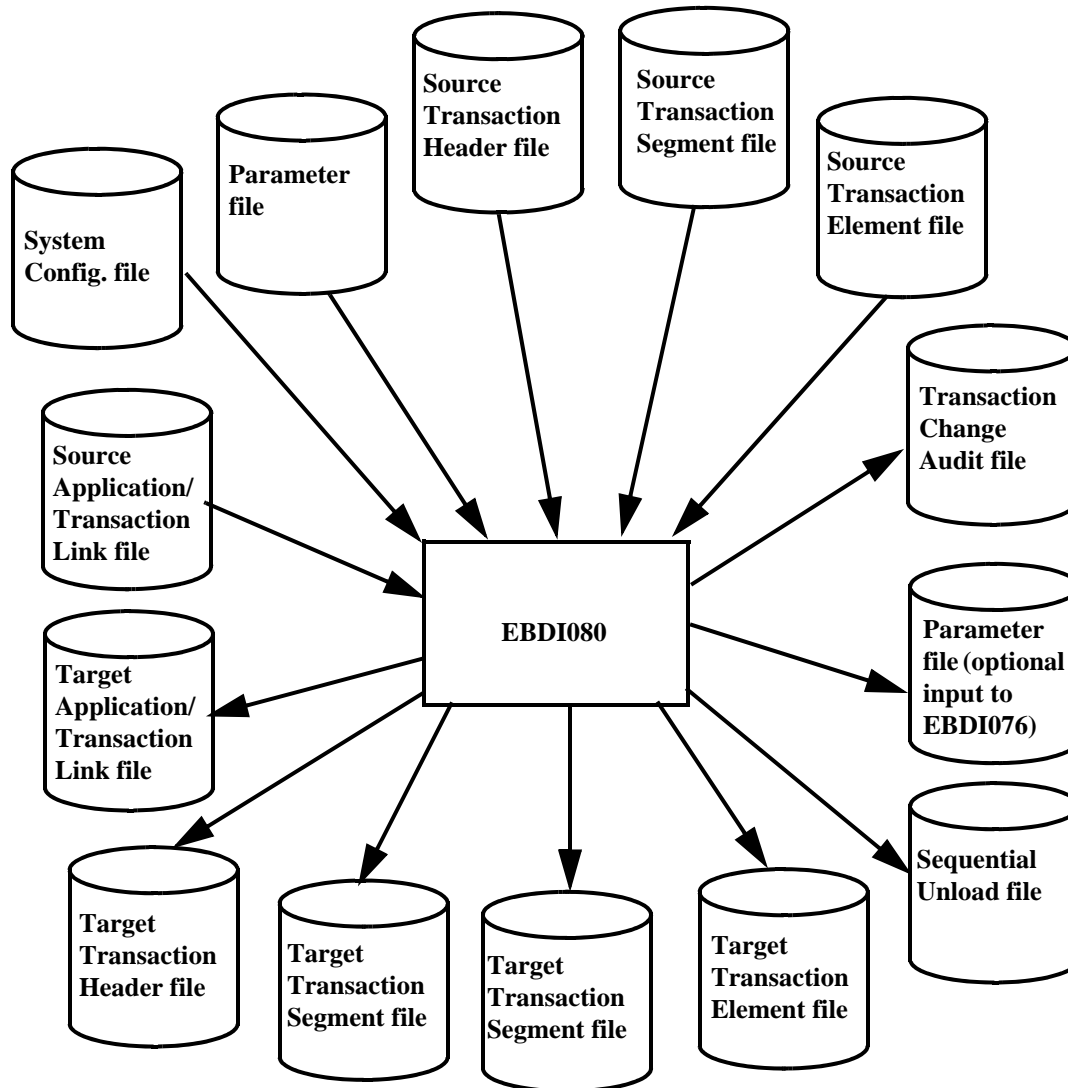 Source
Transaction
Header file
Source
Transaction
Segment file
Parameter
file
Source
Transaction
Element file
System
Config. file
Transaction
Change
Audit file
Source
Application/
Transaction
Link file
EBDI080
Parameter
file (optional
input to
EBDI076)
Target
Application/
Transaction
Link file
Sequential
Unload file
Target
Transaction
Header file
Target
Transaction
Segment file
Target
Transaction
Segment file
Target
Transaction
Element file